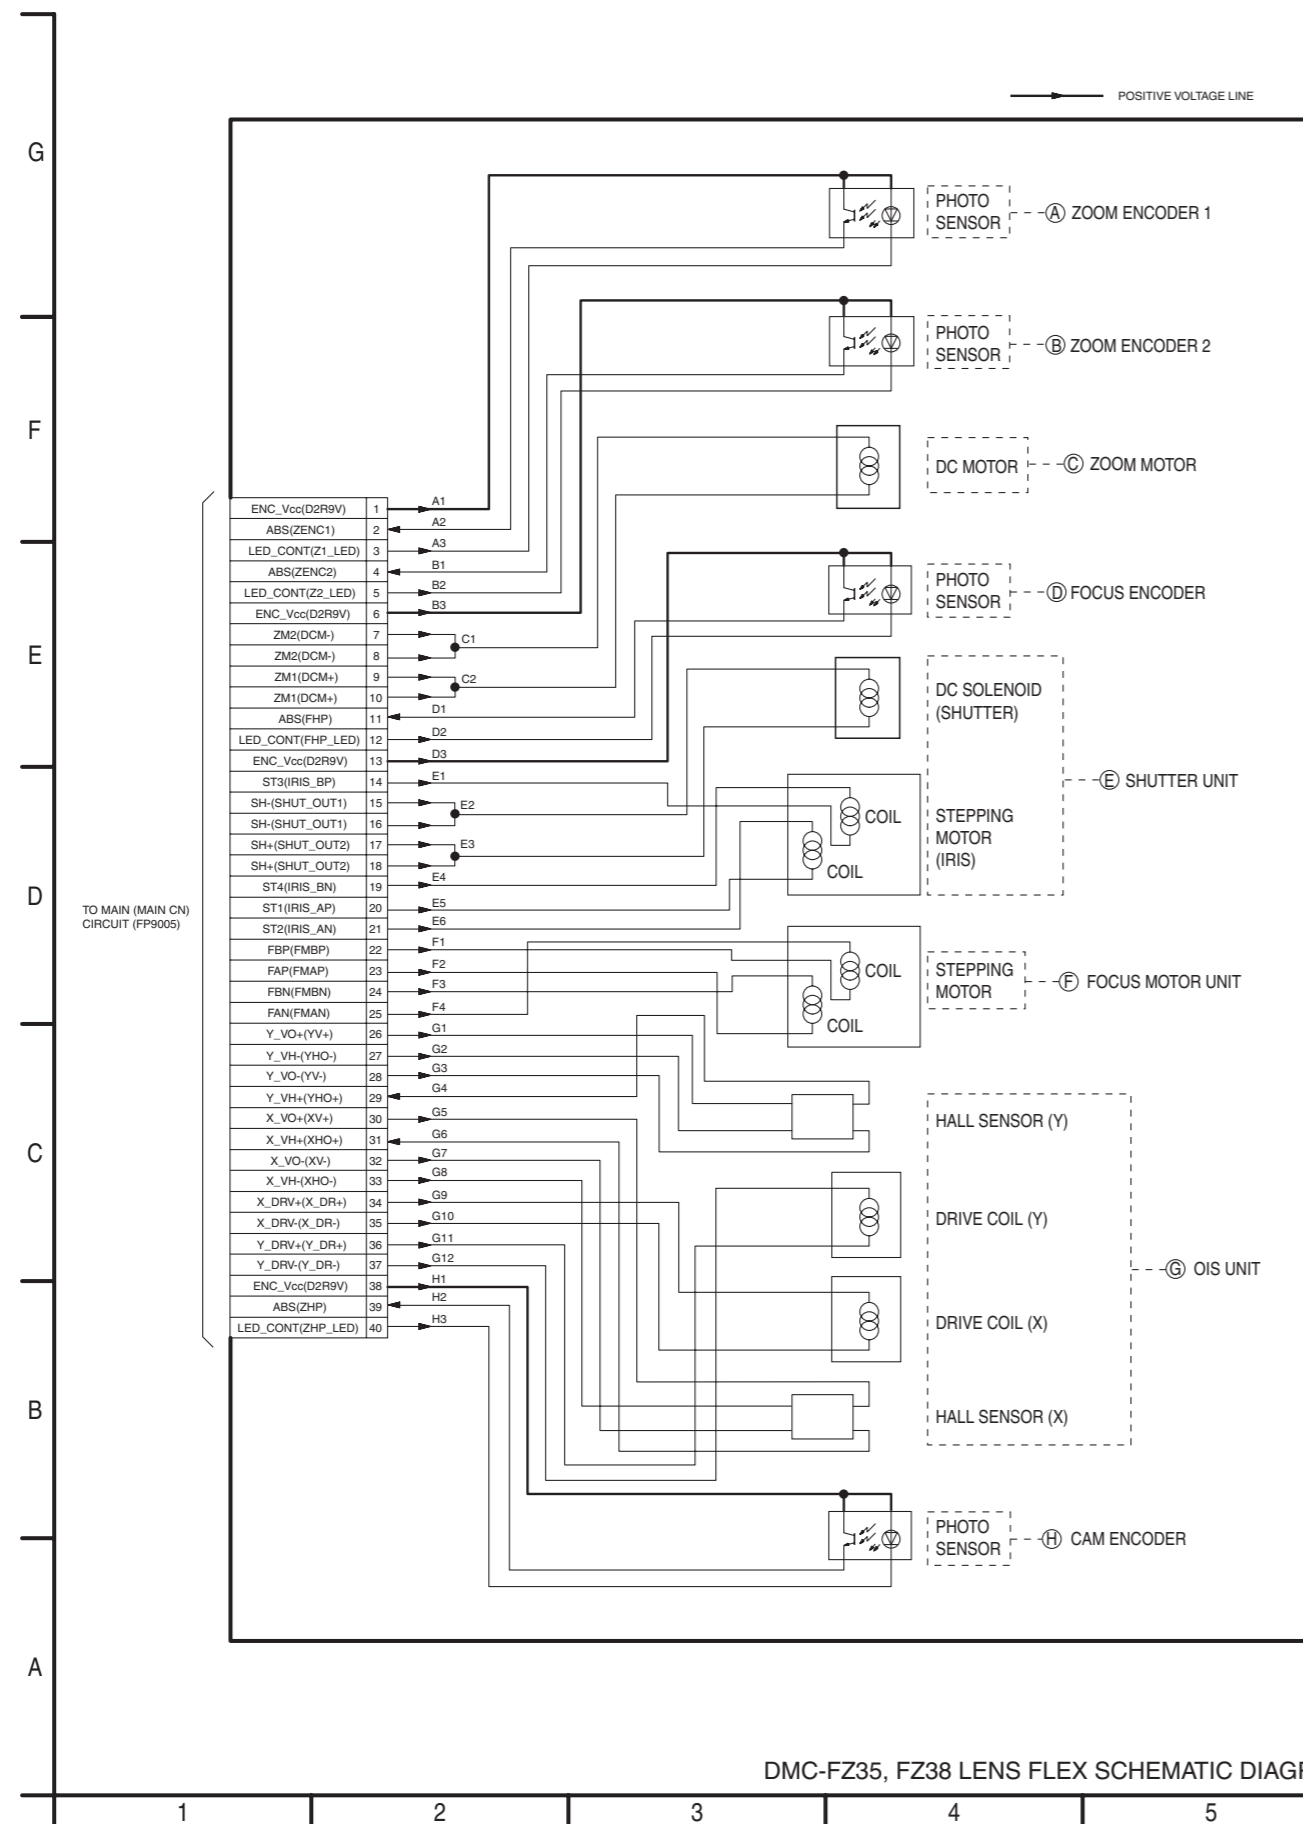 POSITIVE VOLTAGE LINE
G
PHOTO
SENSOR
A ZOOM ENCODER 1
PHOTO
SENSOR
B ZOOM ENCODER 2
F
DC MOTOR
C ZOOM MOTOR
ENC_Vcc(D2R9V) 1 A1
ABS(ZENC1) 2 A2
LED_CONT(Z1_LED) 3 A3
ABS(ZENC2) 4 B1
LED_CONT(Z2_LED) 5 B2
ENC_Vcc(D2R9V) 6 B3
PHOTO
SENSOR
D FOCUS ENCODER
E
ZM2(DCM-) 7
C1
ZM2(DCM-) 8
ZM1(DCM+) 9
C2
ZM1(DCM+) 10
ABS(FHP) 11 D1
LED_CONT(FHP_LED) 12 D2
ENC_Vcc(D2R9V) 13 D3
DC SOLENOID
(SHUTTER)
E SHUTTER UNIT
ST3(IRIS_BP) 14 E1
SH-(SHUT_OUT1) 15
E2
SH-(SHUT_OUT1) 16
SH+(SHUT_OUT2) 17
E3
SH+(SHUT_OUT2) 18
ST4(IRIS_BN) 19 E4
ST1(IRIS_AP) 20 E5
ST2(IRIS_AN) 21 E6
COIL
COIL
STEPPING
MOTOR
(IRIS)
D
TO MAIN (MAIN CN)
CIRCUIT (FP9005)
FBP(FMBP) 22 F1
FAP(FMAP) 23 F2
FBN(FMBN) 24 F3
FAN(FMAN) 25 F4
COIL
COIL
STEPPING
MOTOR
F FOCUS MOTOR UNIT
Y_VO+(YV+) 26 G1
Y_VH-(YHO-) 27 G2
Y_VO-(YV-) 28 G3
Y_VH+(YHO+) 29 G4
X_VO+(XV+) 30 G5
X_VH+(XHO+) 31 G6
X_VO-(XV-) 32 G7
X_VH-(XHO-) 33 G8
X_DRV+(X_DR+) 34 G9
X_DRV-(X_DR-) 35 G10
Y_DRV+(Y_DR+) 36 G11
Y_DRV-(Y_DR-) 37 G12
C
HALL SENSOR (Y)
DRIVE COIL (Y)
G OIS UNIT
DRIVE COIL (X)
HALL SENSOR (X)
ENC_Vcc(D2R9V) 38 H1
ABS(ZHP) 39 H2
LED_CONT(ZHP_LED) 40 H3
B
PHOTO
SENSOR
H CAM ENCODER
A
DMC-FZ35, FZ38 LENS FLEX SCHEMATIC DIAG
1 2 3 4 5